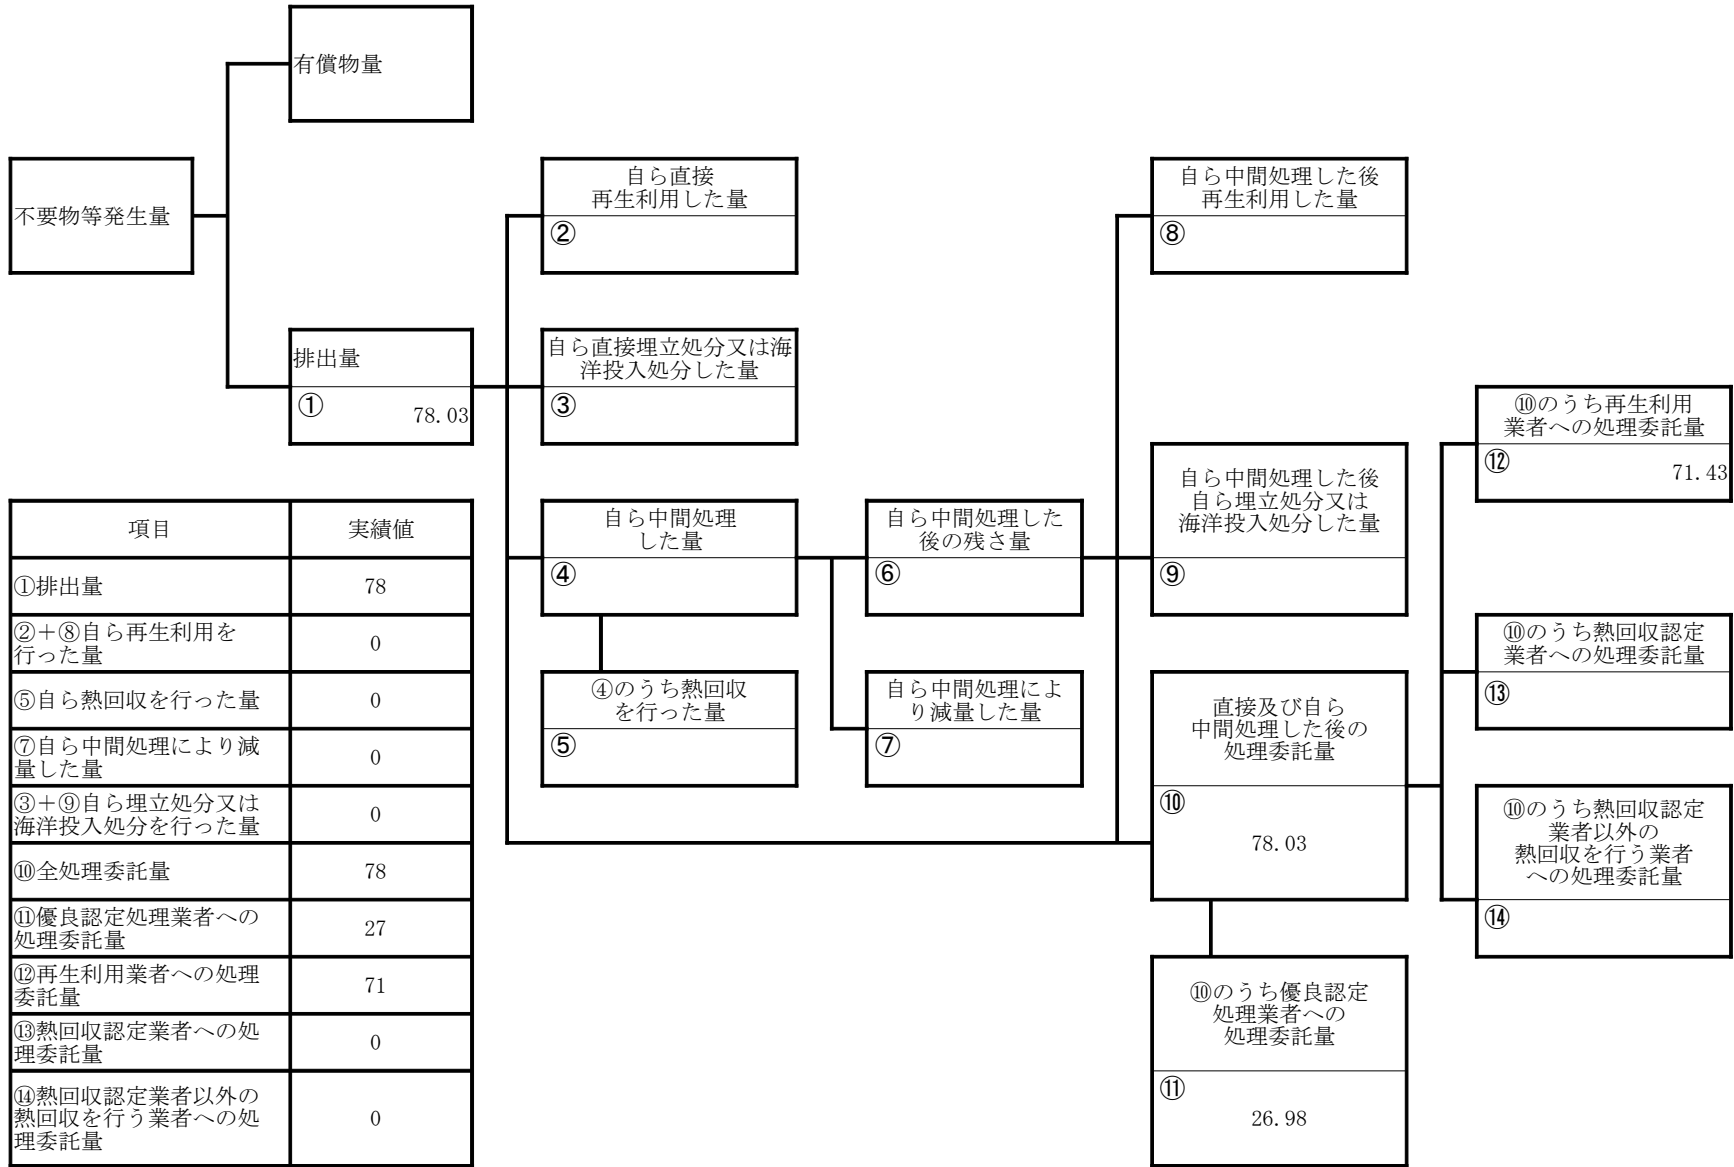 有償物量
不要物等発生量
自ら直接
再生利用した量
②
自ら中間処理した後
再生利用した量
⑧
排出量
①
78.03
自ら直接埋立処分又は海
洋投入処分した量
③
⑩のうち再生利用
業者への処理委託量
⑫
71.43
自ら中間処理
した量
④
自ら中間処理した
後の残さ量
⑥
自ら中間処理した後
自ら埋立処分又は
海洋投入処分した量
⑨
⑩のうち熱回収認定
業者への処理委託量
⑬
④のうち熱回収
を行った量
⑤
自ら中間処理によ
り減量した量
⑦
直接及び自ら
中間処理した後の
処理委託量
⑩
78.03
⑩のうち熱回収認定
業者以外の
熱回収を行う業者
への処理委託量
⑭
⑩のうち優良認定
処理業者への
処理委託量
⑪
26.98
項目 実績値
①排出量 78
②＋⑧自ら再生利用を
行った量 0
⑤自ら熱回収を行った量 0
⑦自ら中間処理により減
量した量 0
③＋⑨自ら埋立処分又は
海洋投入処分を行った量 0
⑩全処理委託量 78
⑪優良認定処理業者への
処理委託量 27
⑫再生利用業者への処理
委託量 71
⑬熱回収認定業者への処
理委託量 0
⑭熱回収認定業者以外の
熱回収を行う業者への処
理委託量 0